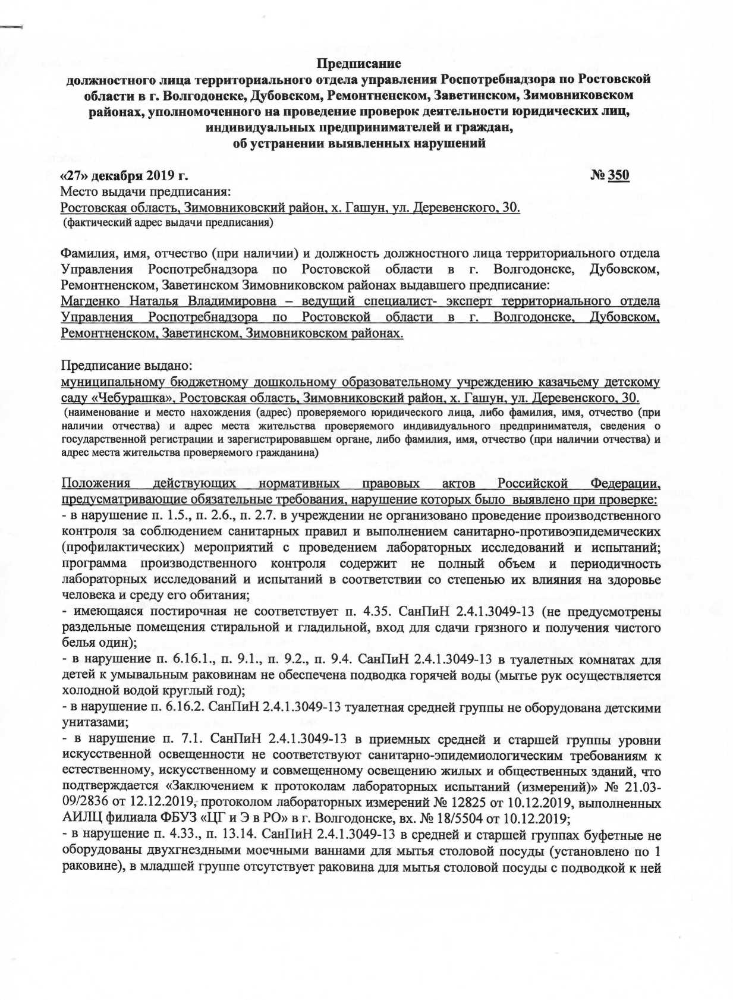 Предписание
должностного лица территориального отдела управления Роспотребнадзора по Ростовской
области в г. Волгодонске, Дубовском, Ремонтненском, Заветинском, Зимовниковском
районах, уполномоченного на проведение проверок деятельности юридических лиц,
индивидуальных предпринимателей и граждан,
об устранении выявленных нарушений
«27» декабря 2019 г. № 350
Место выдачи предписания:
Ростовская область, Зимовниковский район, х. Гашун, ул. Деревенского, 30.
(фактический адрес выдачи предписания)
Фамилия, имя, отчество (при наличии) и должность должностного лица территориального отдела
Управления Роспотребнадзора по Ростовской области в г. Волгодонске, Дубовском,
Ремонтненском, Заветинском Зимовниковском районах выдавшего предписание:
Магденко Наталья Владимировна – ведущий специалист- эксперт территориального отдела
Управления Роспотребнадзора по Ростовской области в г. Волгодонске, Дубовском,
Ремонтненском, Заветинском, Зимовниковском районах.
Предписание выдано:
муниципальному бюджетному дошкольному образовательному учреждению казачьему детскому
саду «Чебурашка», Ростовская область, Зимовниковский район, х. Гашун, ул. Деревенского, 30.
(наименование и место нахождения (адрес) проверяемого юридического лица, либо фамилия, имя, отчество (при
наличии отчества) и адрес места жительства проверяемого индивидуального предпринимателя, сведения о
государственной регистрации и зарегистрировавшем органе, либо фамилия, имя, отчество (при наличии отчества) и
адрес места жительства проверяемого гражданина)
Положения действующих нормативных правовых актов Российской Федерации,
предусматривающие обязательные требования, нарушение которых было выявлено при проверке:
- в нарушение п. 1.5., п. 2.6., п. 2.7. в учреждении не организовано проведение производственного
контроля за соблюдением санитарных правил и выполнением санитарно-противоэпидемических
(профилактических) мероприятий с проведением лабораторных исследований и испытаний;
программа производственного контроля содержит не полный объем и периодичность
лабораторных исследований и испытаний в соответствии со степенью их влияния на здоровье
человека и среду его обитания;
- имеющаяся постирочная не соответствует п. 4.35. СанПиН 2.4.1.3049-13 (не предусмотрены
раздельные помещения стиральной и гладильной, вход для сдачи грязного и получения чистого
белья один);
- в нарушение п. 6.16.1., п. 9.1., п. 9.2., п. 9.4. СанПиН 2.4.1.3049-13 в туалетных комнатах для
детей к умывальным раковинам не обеспечена подводка горячей воды (мытье рук осуществляется
холодной водой круглый год);
- в нарушение п. 6.16.2. СанПиН 2.4.1.3049-13 туалетная средней группы не оборудована детскими
унитазами;
- в нарушение п. 7.1. СанПиН 2.4.1.3049-13 в приемных средней и старшей группы уровни
искусственной освещенности не соответствуют санитарно-эпидемиологическим требованиям к
естественному, искусственному и совмещенному освещению жилых и общественных зданий, что
подтверждается «Заключением к протоколам лабораторных испытаний (измерений)» № 21.03-
09/2836 от 12.12.2019, протоколом лабораторных измерений № 12825 от 10.12.2019, выполненных
АИЛЦ филиала ФБУЗ «ЦГ и Э в РО» в г. Волгодонске, вх. № 18/5504 от 10.12.2019;
- в нарушение п. 4.33., п. 13.14. СанПиН 2.4.1.3049-13 в средней и старшей группах буфетные не
оборудованы двухгнездными моечными ваннами для мытья столовой посуды (установлено по 1
раковине), в младшей группе отсутствует раковина для мытья столовой посуды с подводкой к ней